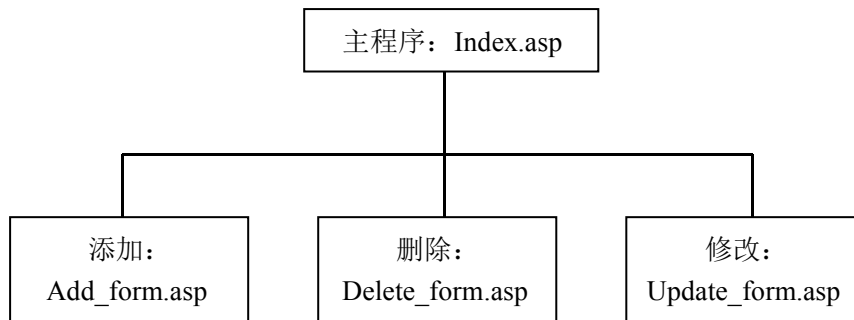 主程序：Index.asp
添加：
Add_form.asp
删除：
Delete_form.asp
修改：
Update_form.asp